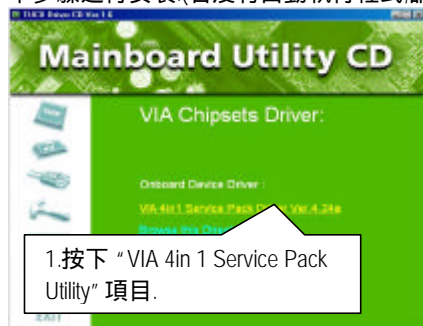 Mainboard Utility CD
VIA Chipsets Driver:
Onboard Device Driver :
VIA 4in1 Service Pack Driver Ver.4.24a
1.按下 “VIA 4in 1 Service Pack
Utility” 項目.
EXIT